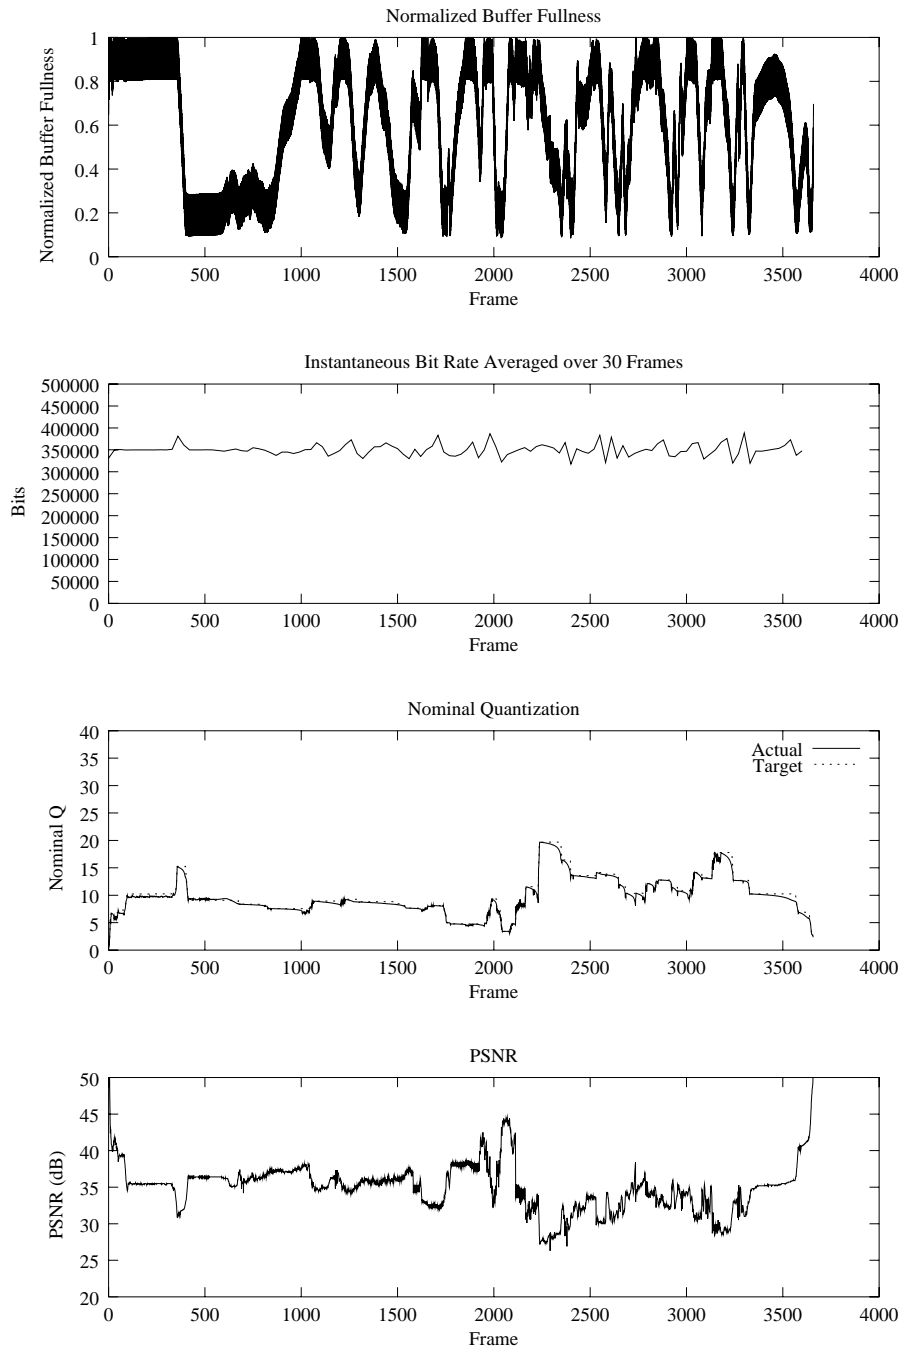 Normalized Buffer Fullness
Normalized Buffer Fullness
1
0.8
0.6
0.4
0.2
0
0 500 1000 1500 2000 2500 3000 3500 4000
Frame
Instantaneous Bit Rate Averaged over 30 Frames
Bits
500000
450000
400000
350000
300000
250000
200000
150000
100000
50000
0
0 500 1000 1500 2000 2500 3000 3500 4000
Frame
Nominal Quantization
Nominal Q
40
35
30
25
20
15
10
5
0
Actual
Target
0 500 1000 1500 2000 2500 3000 3500 4000
Frame
PSNR
PSNR (dB)
50
45
40
35
30
25
20
0 500 1000 1500 2000 2500 3000 3500 4000
Frame